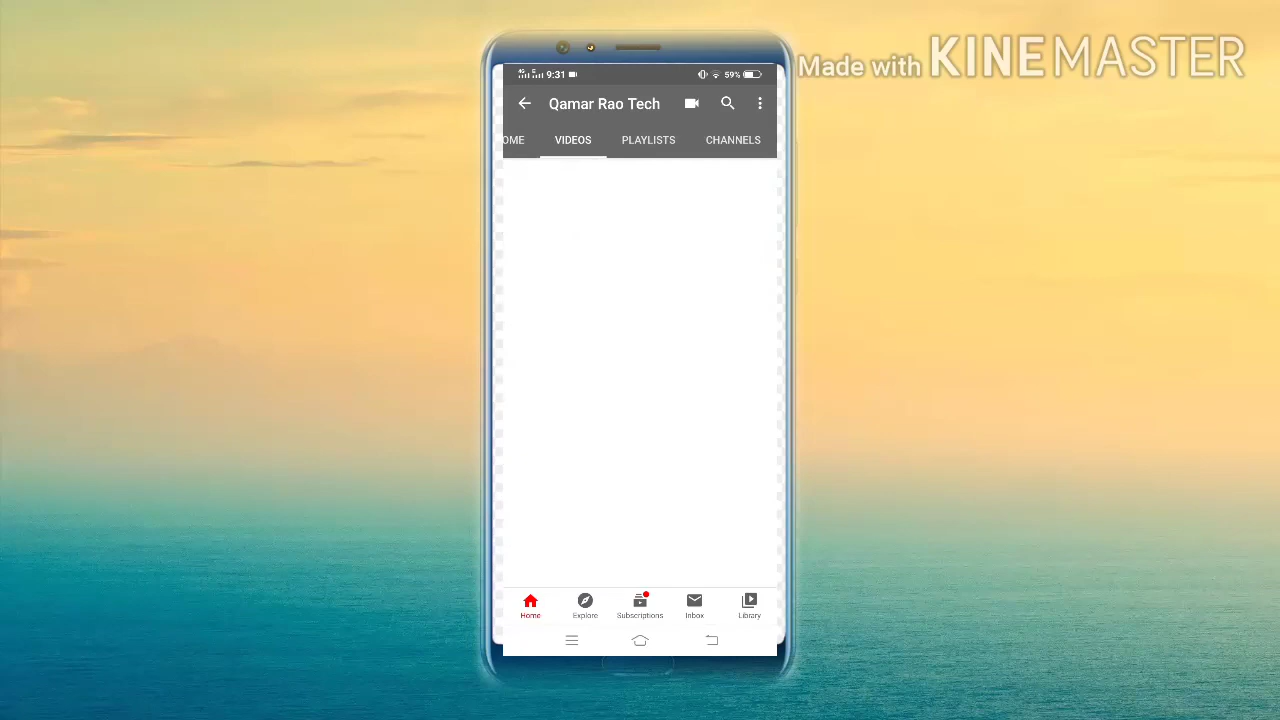 Made with KINEMASTER
9:31 59%
Qamar Rao Tech
OME VIDEOS PLAYLISTS CHANNELS
Home Explore Subscriptions Inbox Library